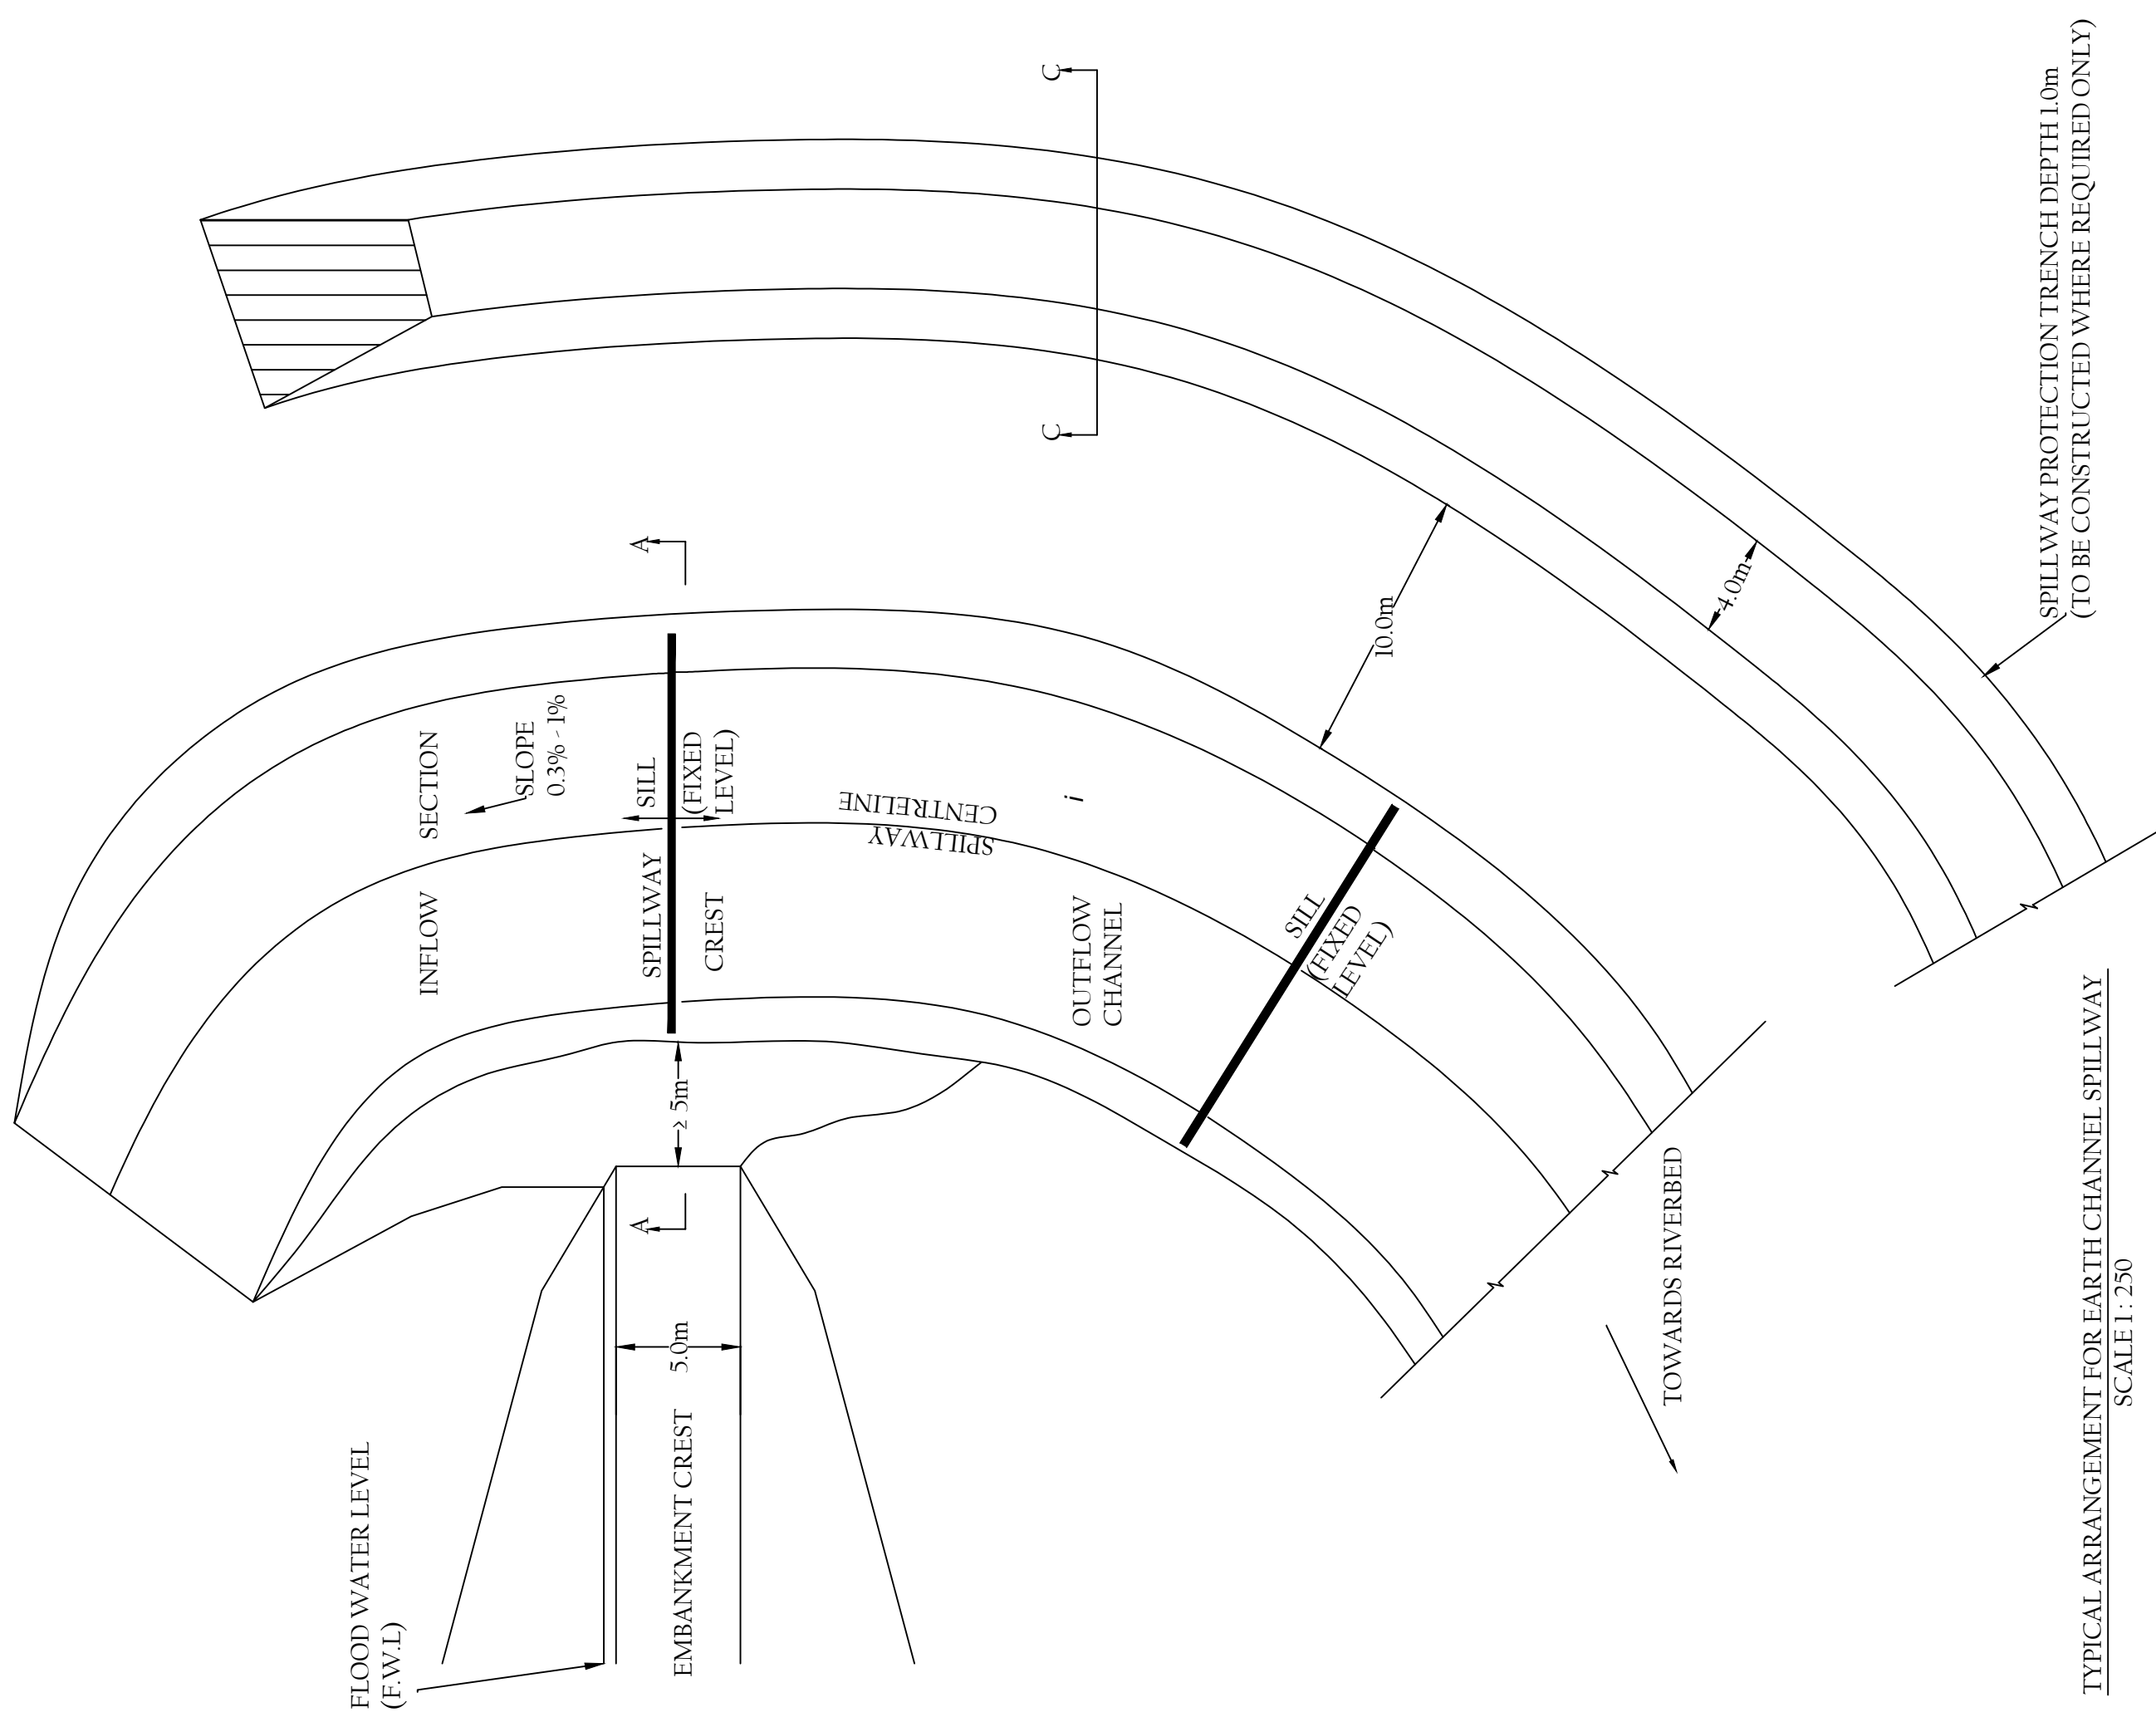 FLOOD WATER LEVEL
(F.W.L)
INFLOW SECTION
SLOPE
0.3% - 1%
SPILLWAY SILL
(FIXED
LEVEL)
CREST
A
A
≥ 5m
5.0m
EMBANKMENT CREST
SPILLWAY
CENTRELINE
i
OUTFLOW
CHANNEL
C
C
SILL
(FIXED
LEVEL)
10.0m
4.0m
TOWARDS RIVERBED
SPILLWAY PROTECTION TRENCH DEPTH 1.0m
(TO BE CONSTRUCTED WHERE REQUIRED ONLY)
TYPICAL ARRANGEMENT FOR EARTH CHANNEL SPILLWAY
SCALE 1 : 250